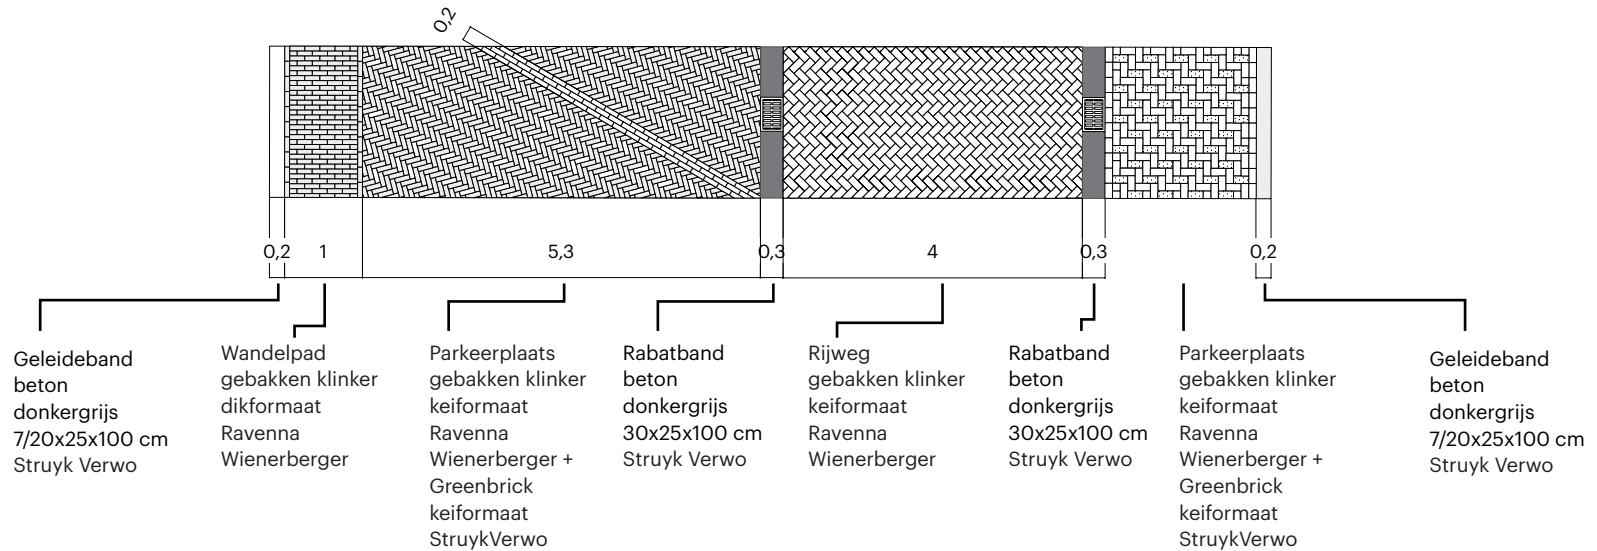 0,2
0,2
1
5,3
0,3
4
0,3
0,2
Geleideband
beton
donkergrijs
7/20x25x100 cm
Struyk Verwo
Wandelpad
gebakken klinker
dikformaat
Ravenna
Wienerberger
Parkeerplaats
gebakken klinker
keiformaat
Ravenna
Wienerberger +
Greenbrick
keiformaat
StruykVerwo
Rabatband
beton
donkergrijs
30x25x100 cm
Struyk Verwo
Rijweg
gebakken klinker
keiformaat
Ravenna
Wienerberger
Rabatband
beton
donkergrijs
30x25x100 cm
Struyk Verwo
Parkeerplaats
gebakken klinker
keiformaat
Ravenna
Wienerberger +
Greenbrick
keiformaat
StruykVerwo
Geleideband
beton
donkergrijs
7/20x25x100 cm
Struyk Verwo